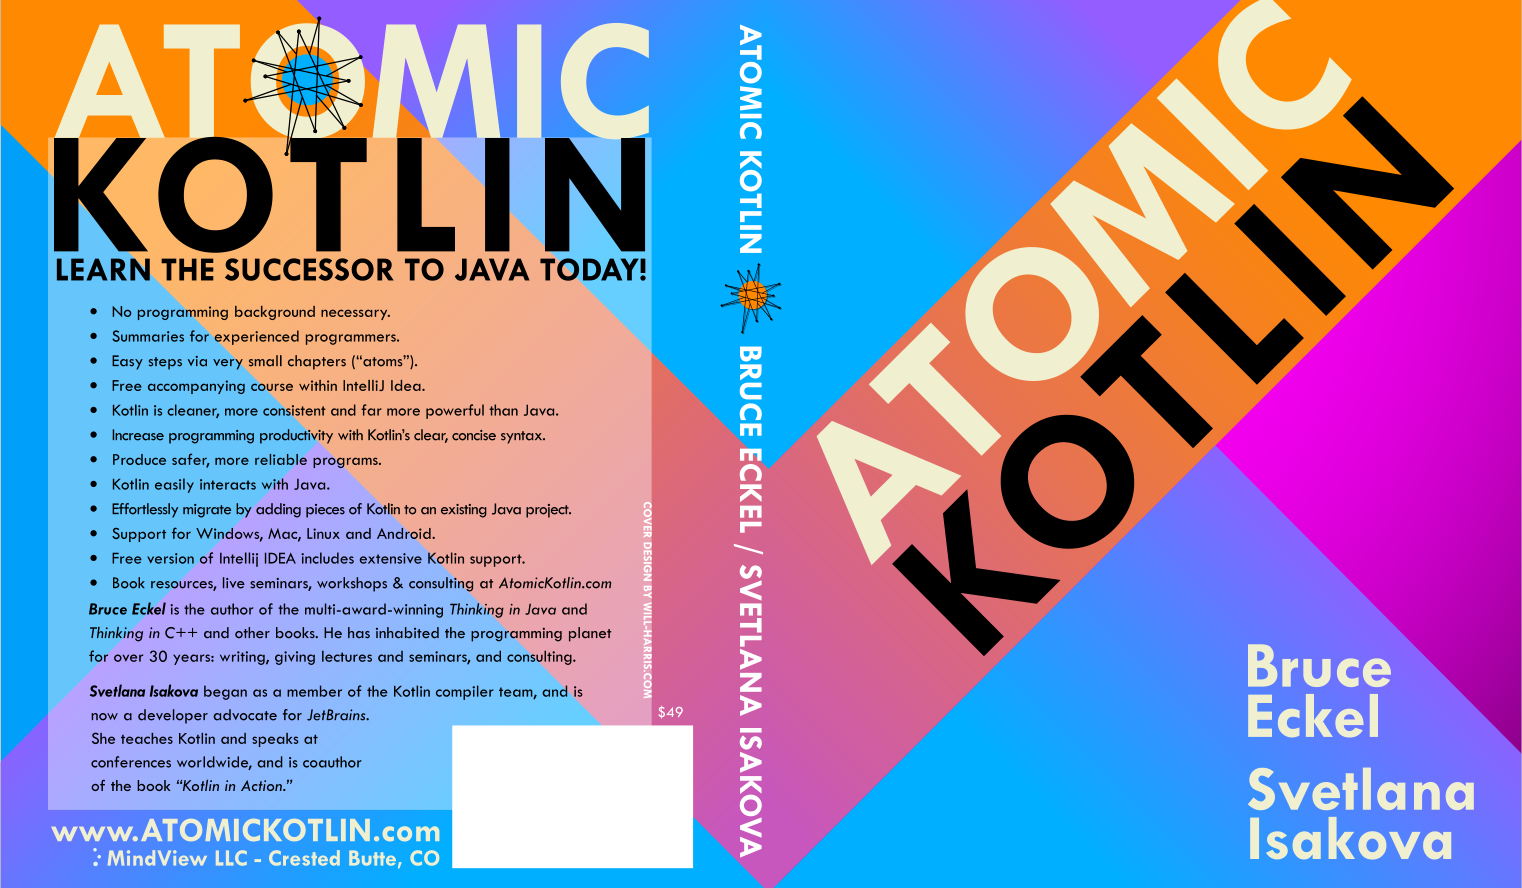 ATOMIC
KOTLIN
LEARN THE SUCCESSOR TO JAVA TODAY!
• No programming background necessary.
• Summaries for experienced programmers.
• Easy steps via very small chapters (“atoms”).
• Free accompanying course within IntelliJ Idea.
• Kotlin is cleaner, more consistent and far more powerful than Java.
• Increase programming productivity with Kotlin’s clear, concise syntax.
• Produce safer, more reliable programs.
• Kotlin easily interacts with Java.
• Effortlessly migrate by adding pieces of Kotlin to an existing Java project.
• Support for Windows, Mac, Linux and Android.
• Free version of Intellij IDEA includes extensive Kotlin support.
• Book resources, live seminars, workshops & consulting at AtomicKotlin.com
Bruce Eckel is the author of the multi-award-winning Thinking in Java and
Thinking in C++ and other books. He has inhabited the programming planet
for over 30 years: writing, giving lectures and seminars, and consulting.
Svetlana Isakova began as a member of the Kotlin compiler team, and is
now a developer advocate for JetBrains.
She teaches Kotlin and speaks at
conferences worldwide, and is coauthor
of the book “Kotlin in Action.”
www.ATOMICKOTLIN.com
MindView LLC - Crested Butte, CO
COVER DESIGN BY WILL-HARRIS.COM
$49
ATOMIC KOTLIN BRUCE ECKEL / SVETLANA ISAKOVA
ATOMIC
KOTLIN
Bruce
Eckel
Svetlana
Isakova